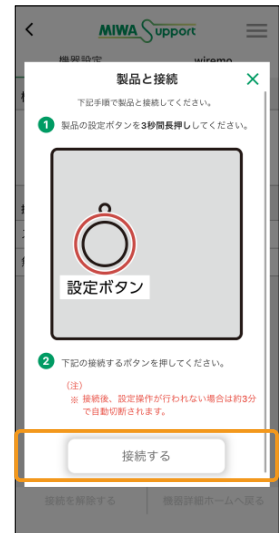 MIWA Support
機器設定 wiremo
製品と接続
下記手順で製品と接続してください。
1 製品の設定ボタンを3秒間長押ししてください。
設定ボタン
2 下記の接続するボタンを押してください。
(注)
※ 接続後、設定操作が行われない場合は約3分
で自動切断されます。
接続する
接続を解除する 機器詳細ホームへ戻る